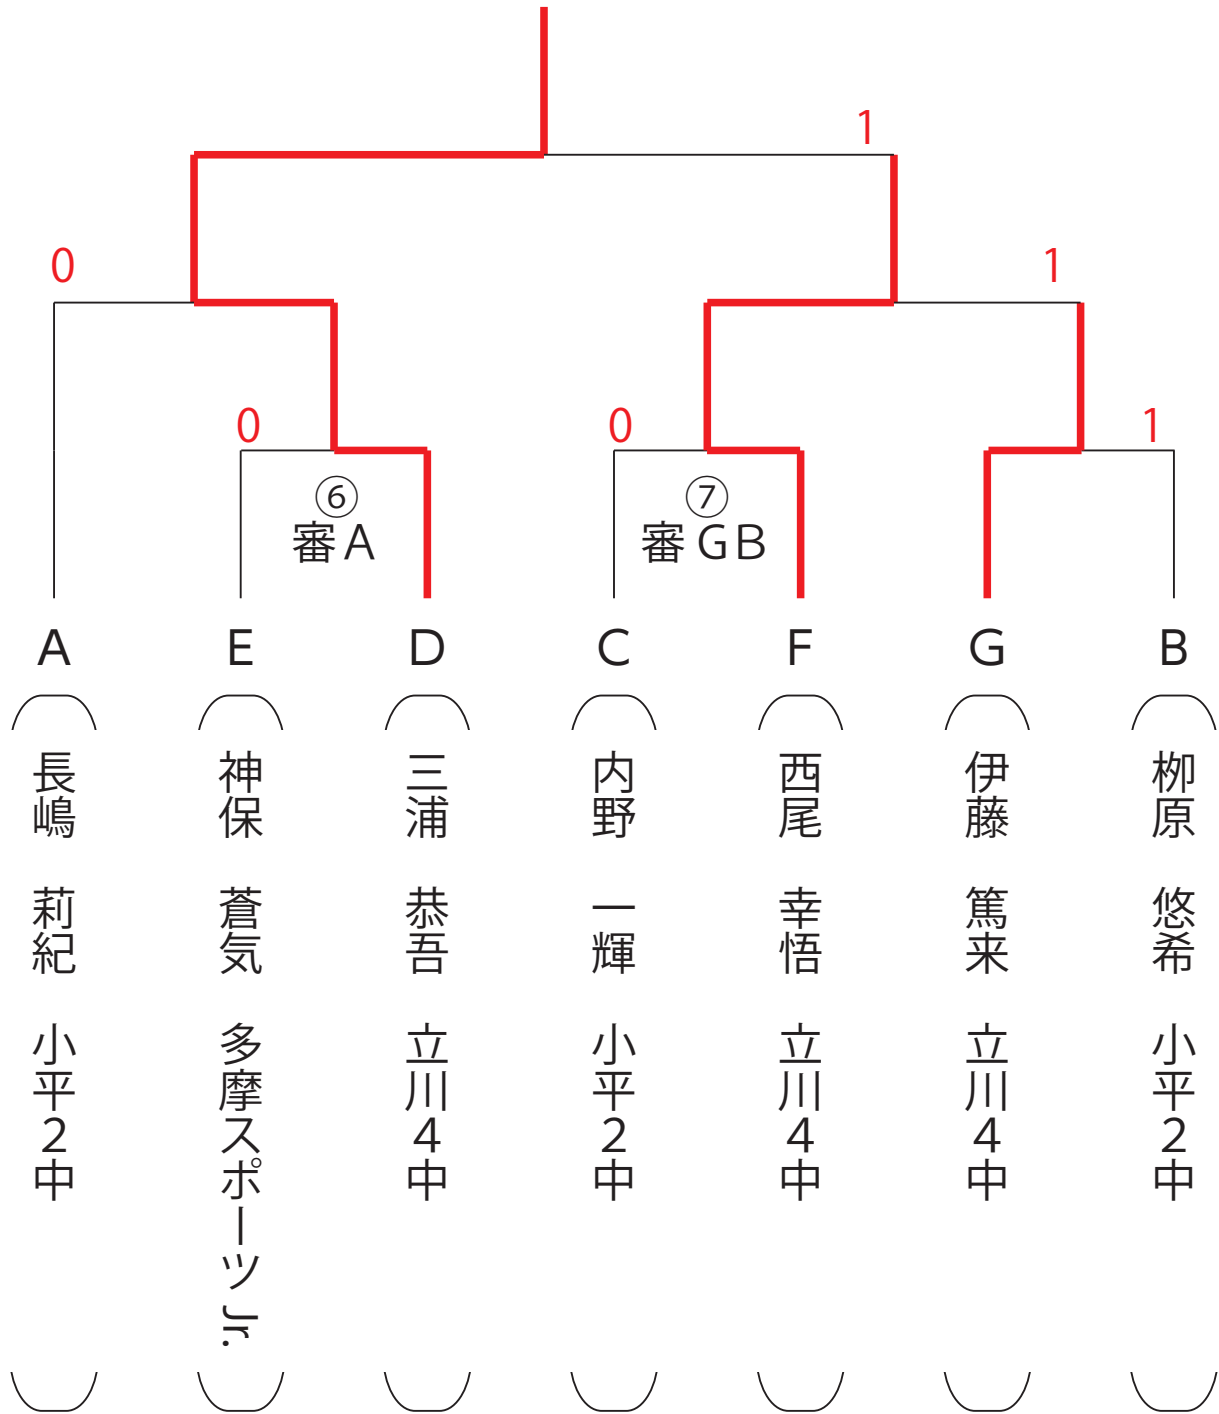 1
0
1
0
0
1
⑥
⑦
審A
審GB
A
E
D
C
F
G
B
(長嶋 莉紀 小平2中)
(神保 蒼気 多摩スポーツJr.)
(三浦 恭吾 立川4中)
(内野 一輝 小平2中)
(西尾 幸悟 立川4中)
(伊藤 篤来 立川4中)
(栁原 悠希 小平2中)